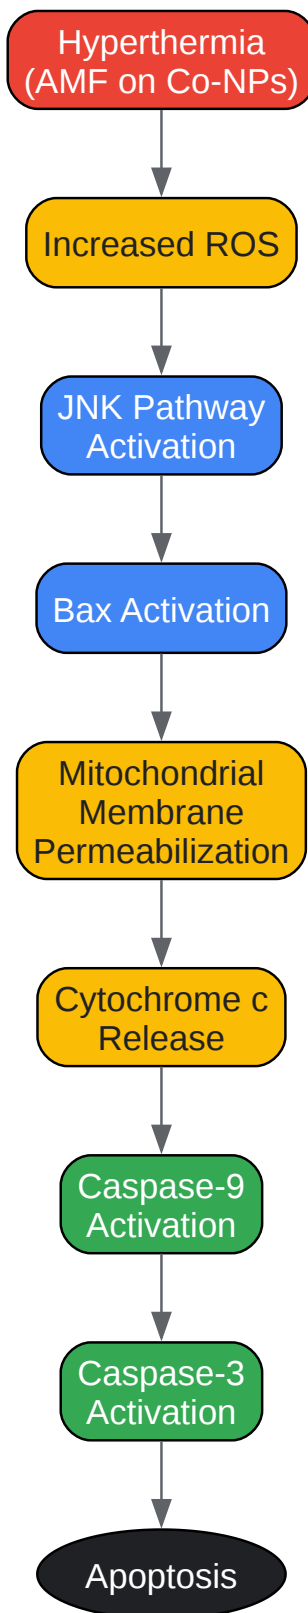 Hyperthermia
(AMF on Co-NPs)
Increased ROS
JNK Pathway
Activation
Bax Activation
Mitochondrial
Membrane
Permeabilization
Cytochrome c
Release
Caspase-9
Activation
Caspase-3
Activation
Apoptosis